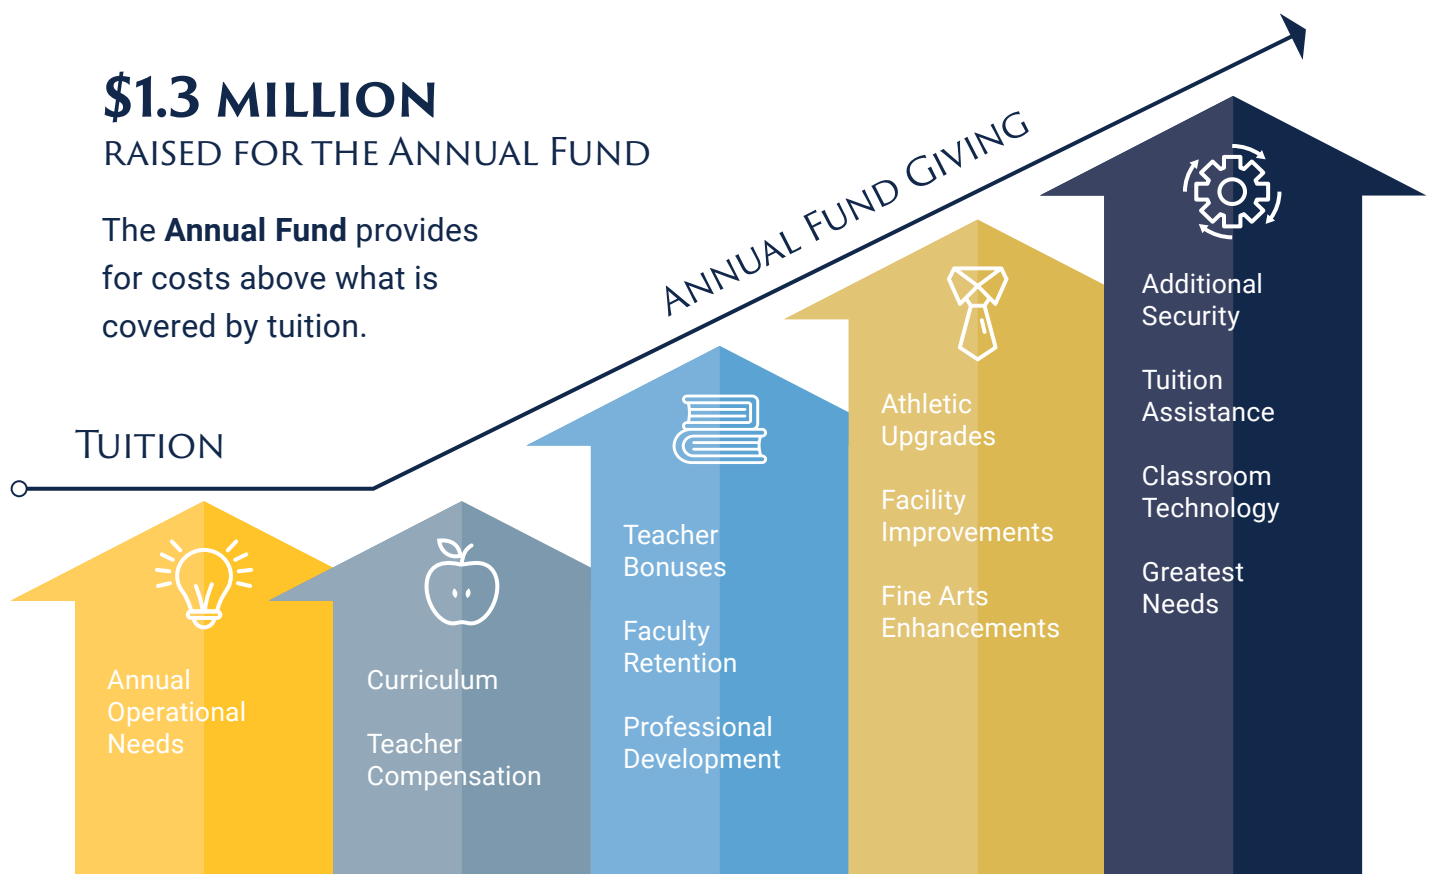 $1.3 MILLION
RAISED FOR THE ANNUAL FUND
The Annual Fund provides
for costs above what is
covered by tuition.
TUITION
ANNUAL FUND GIVING
Annual
Operational
Needs
Curriculum
Teacher
Compensation
Teacher
Bonuses
Faculty
Retention
Professional
Development
Athletic
Upgrades
Facility
Improvements
Fine Arts
Enhancements
Additional
Security
Tuition
Assistance
Classroom
Technology
Greatest
Needs